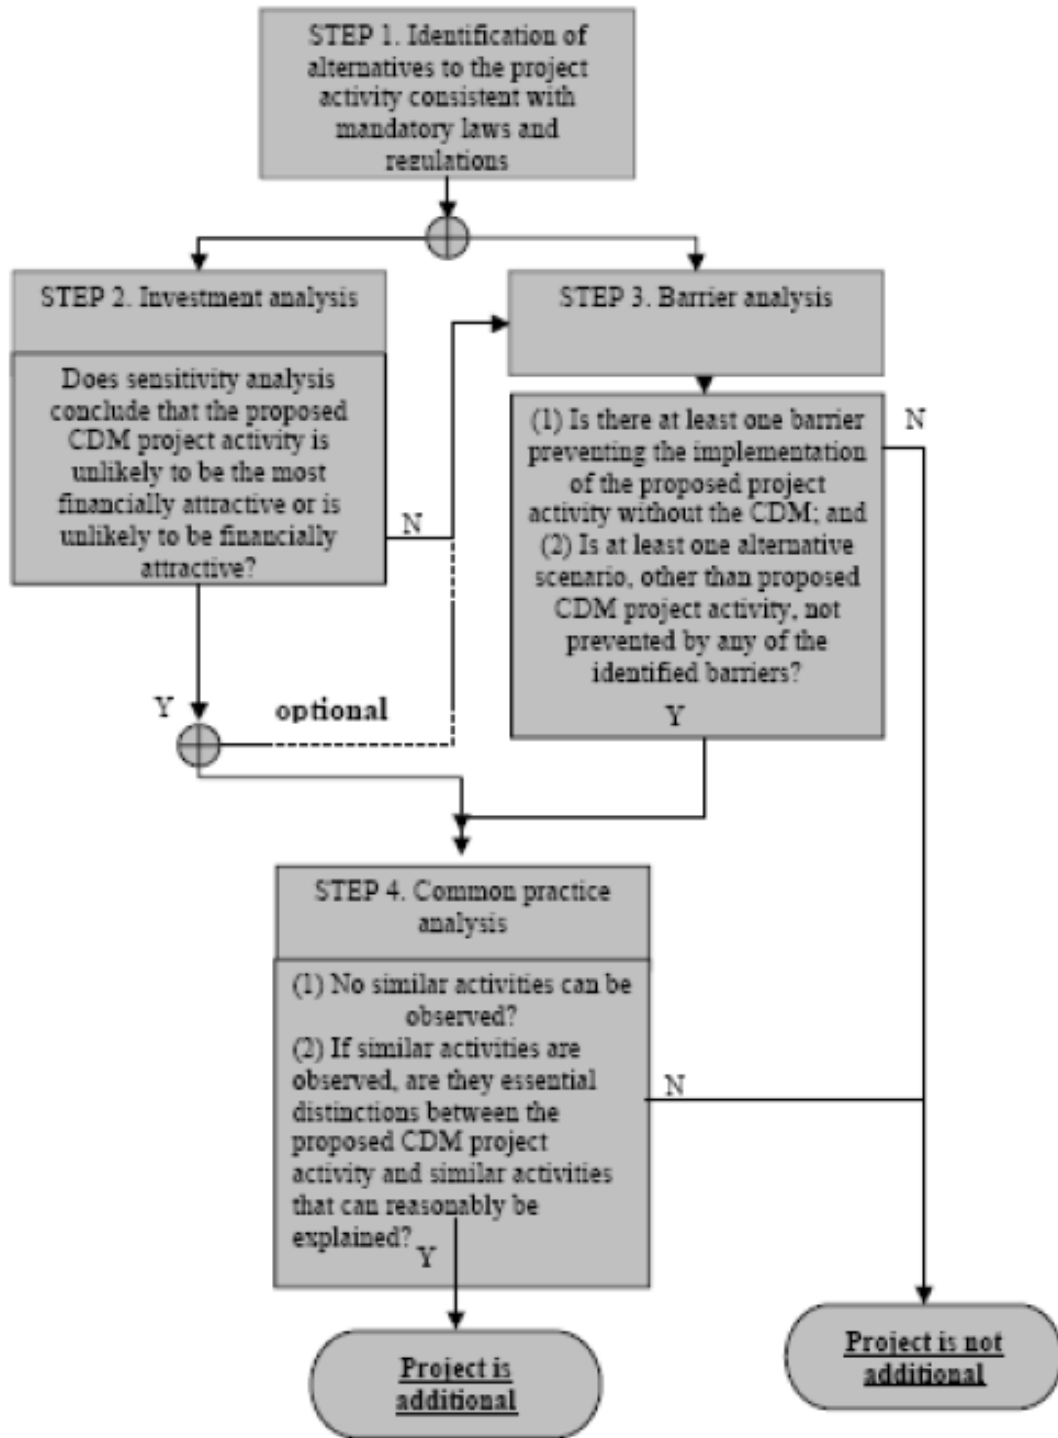 STEP 1. Identification of
alternatives to the project
activity consistent with
mandatory laws and
regulations
STEP 2. Investment analysis
Does sensitivity analysis
conclude that the proposed
CDM project activity is
unlikely to be the most
financially attractive or is
unlikely to be financially
attractive?
N
Y
optional
STEP 3. Barrier analysis
(1) Is there at least one barrier
preventing the implementation
of the proposed project
activity without the CDM; and
(2) Is at least one alternative
scenario, other than proposed
CDM project activity, not
prevented by any of the
identified barriers?
Y
N
STEP 4. Common practice
analysis
(1) No similar activities can be
observed?
(2) If similar activities are
observed, are they essential
distinctions between the
proposed CDM project
activity and similar activities
that can reasonably be
explained?
Y
N
Project is
additional
Project is not
additional